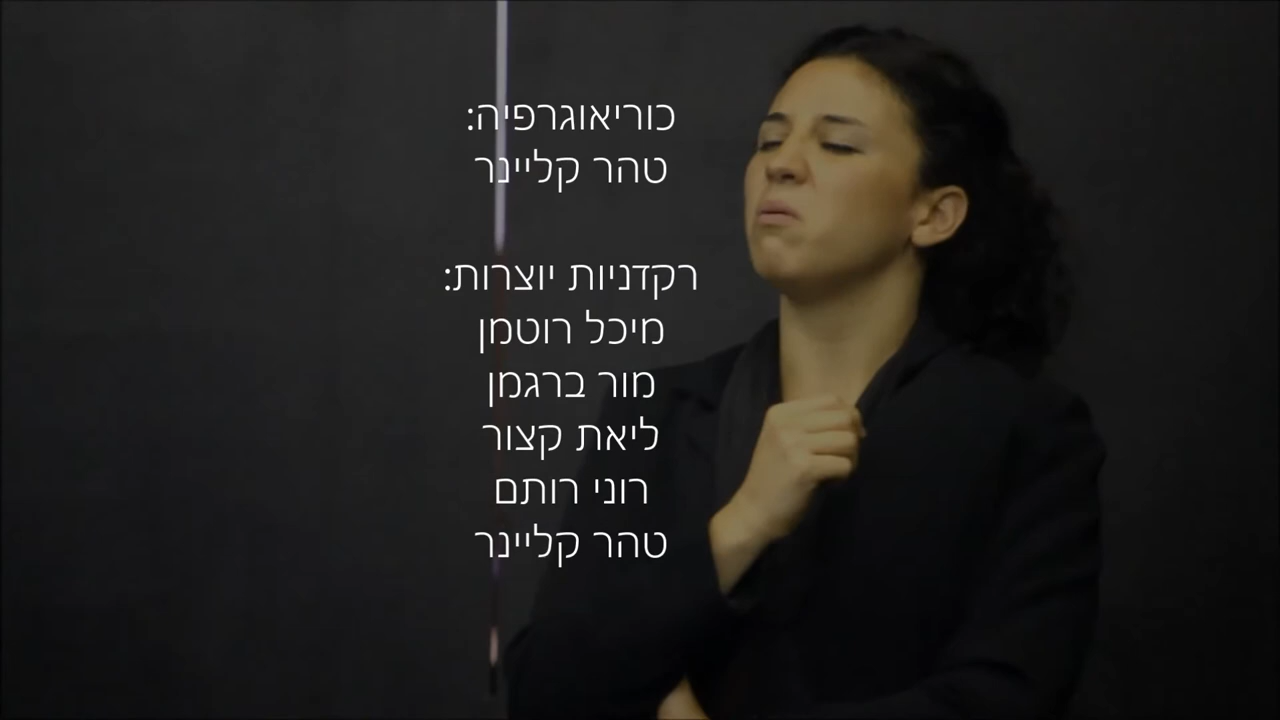 כוריאוגרפיה:
טהר קליינר
רקדניות יוצרות:
מיכל רוטמן
מור ברגמן
ליאת קצור
רוני רותם
טהר קליינר